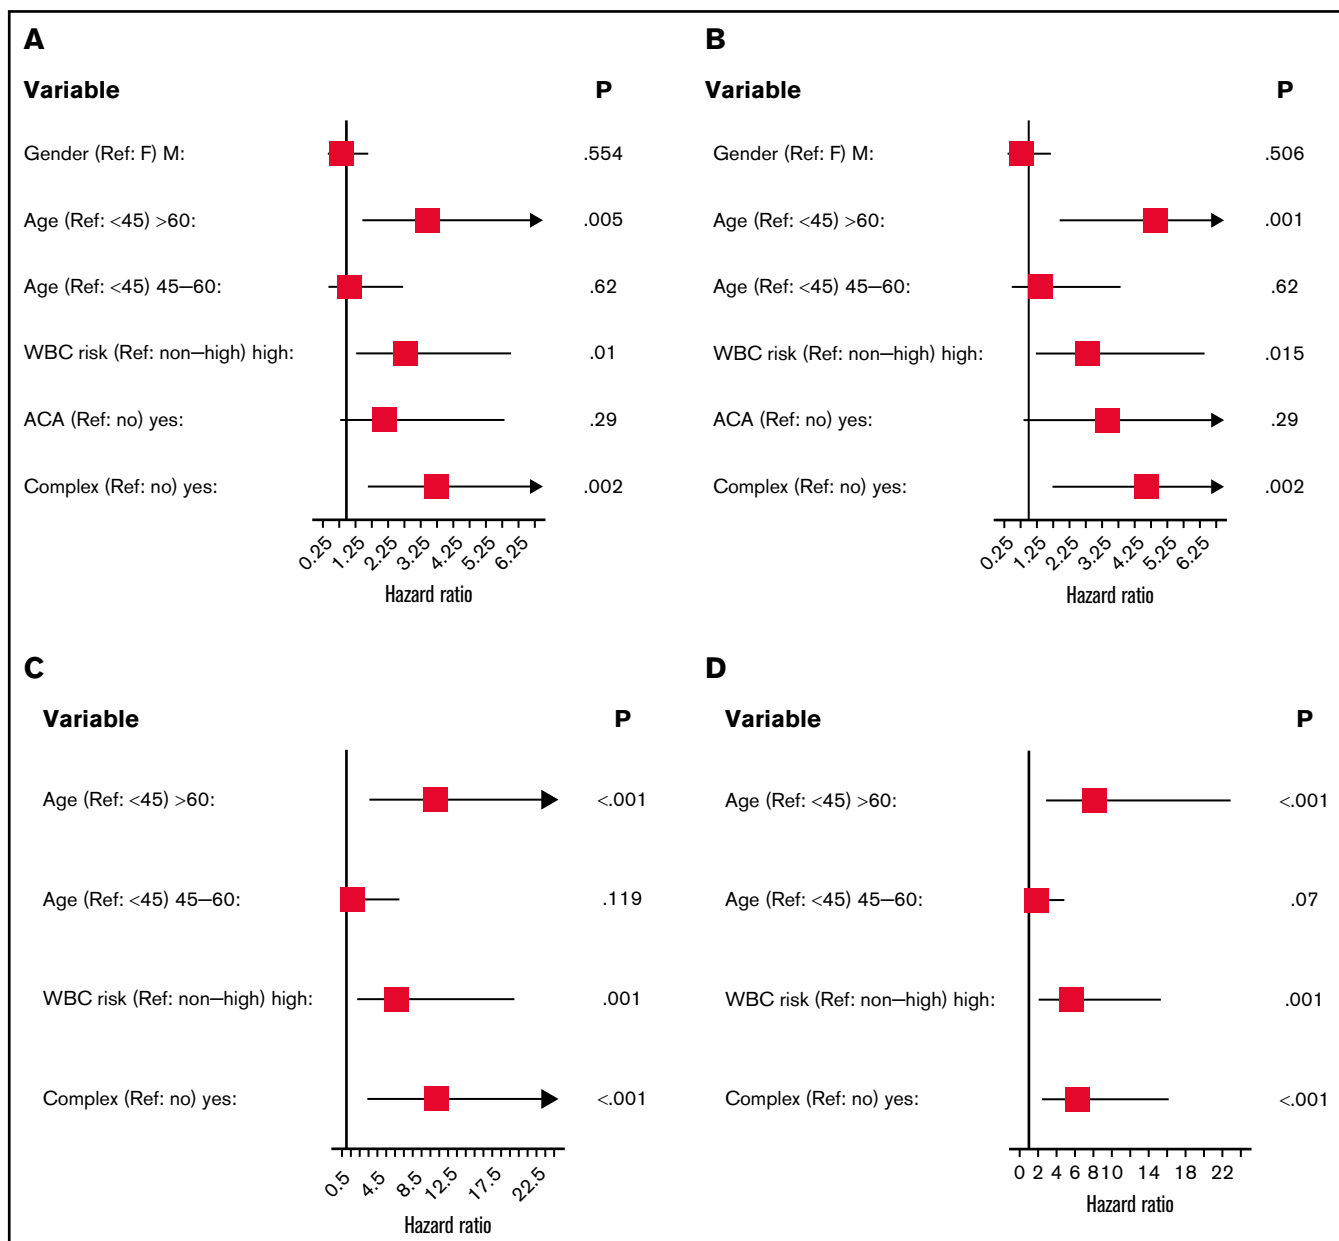 A
Variable P
Gender (Ref: F) M: .554
Age (Ref: <45) >60: .005
Age (Ref: <45) 45–60: .62
WBC risk (Ref: non–high) high: .01
ACA (Ref: no) yes: .29
Complex (Ref: no) yes: .002
0.25 1.25 2.25 3.25 4.25 5.25 6.25
Hazard ratio
B
Variable P
Gender (Ref: F) M: .506
Age (Ref: <45) >60: .001
Age (Ref: <45) 45–60: .62
WBC risk (Ref: non–high) high: .015
ACA (Ref: no) yes: .29
Complex (Ref: no) yes: .002
0.25 1.25 2.25 3.25 4.25 5.25 6.25
Hazard ratio
C
Variable P
Age (Ref: <45) >60: <.001
Age (Ref: <45) 45–60: .119
WBC risk (Ref: non–high) high: .001
Complex (Ref: no) yes: <.001
0.5 4.5 8.5 12.5 17.5 22.5
Hazard ratio
D
Variable P
Age (Ref: <45) >60: <.001
Age (Ref: <45) 45–60: .07
WBC risk (Ref: non–high) high: .001
Complex (Ref: no) yes: <.001
0 2 4 6 8 10 14 18 22
Hazard ratio